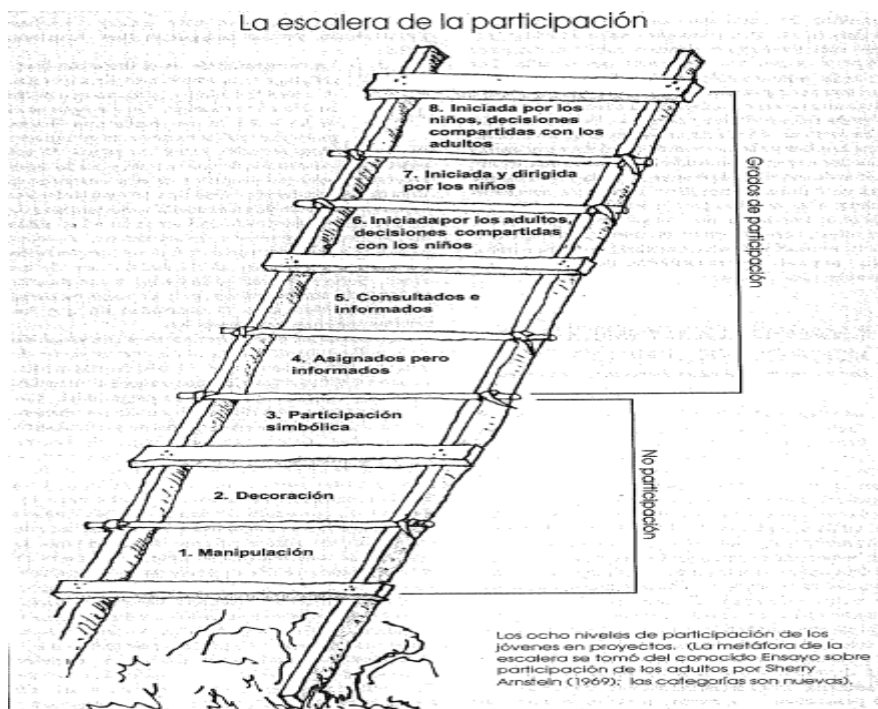 La escalera de la participación
8. Iniciada por los
niños, decisiones
compartidas con los
adultos
7. Iniciada y dirigida
por los niños
6. Iniciada por los adultos,
decisiones compartidas
con los niños
5. Consultados e
informados
4. Asignados pero
informados
3. Participación
simbólica
2. Decoración
1. Manipulación
Grados de participación
No participación
Los ocho niveles de participación de los
jóvenes en proyectos. (La metáfora de la
escalera se tomó del conocido Ensayo sobre
participación de los adultos por Sherry
Arnstein (1969); las categorías son nuevas).